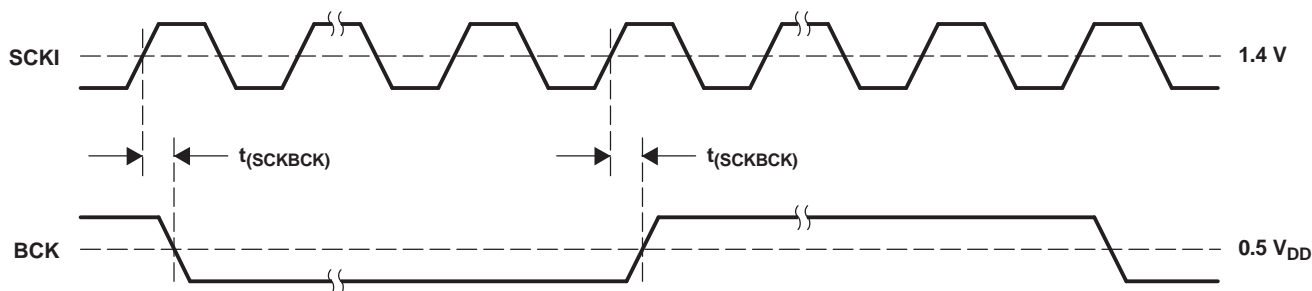 SCKI
1.4 V
t(SCKBCK)
t(SCKBCK)
BCK
0.5 VDD